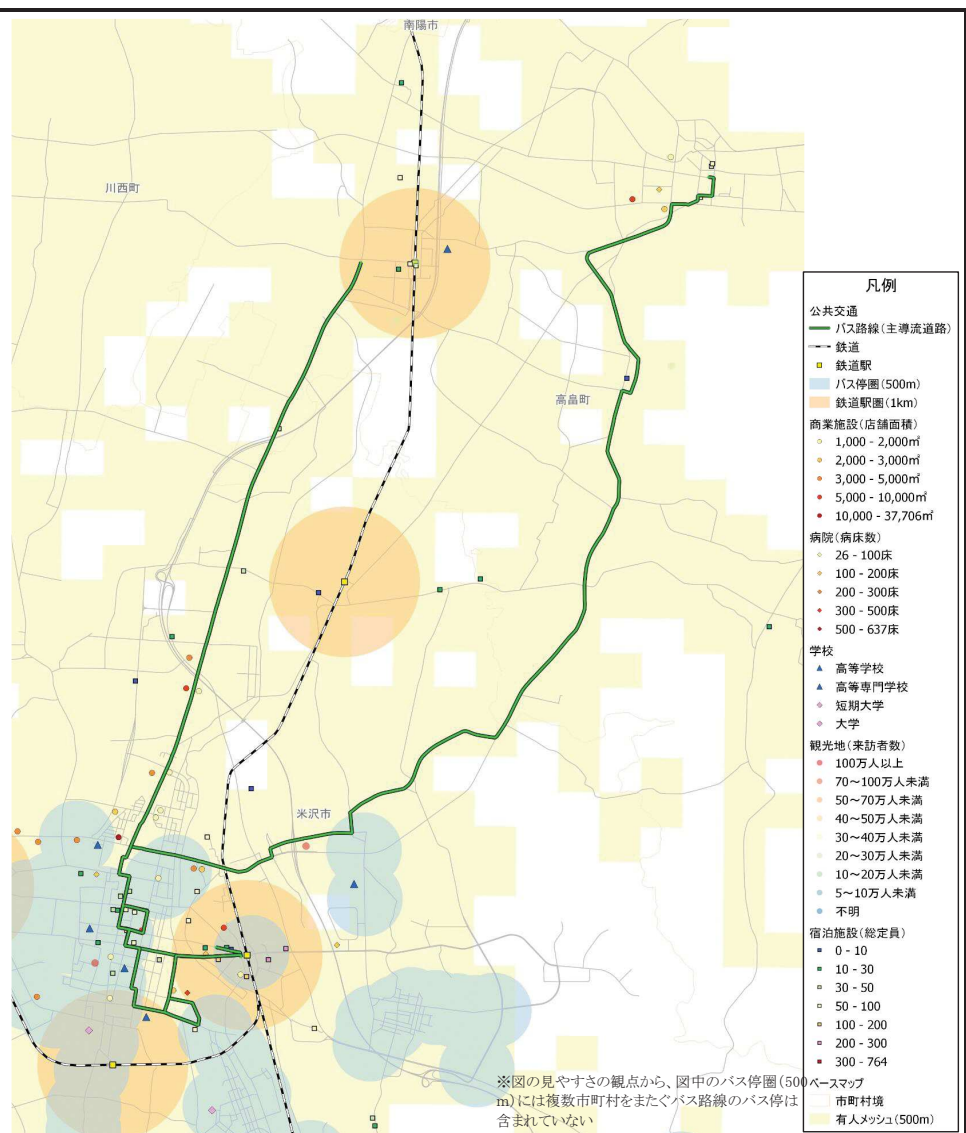 南陽市
川西町
高畠町
米沢市
凡例
公共交通
バス路線(主導流道路)
鉄道
鉄道駅
バス停圏(500m)
鉄道駅圏(1km)
商業施設(店舗面積)
1,000 - 2,000㎡
2,000 - 3,000㎡
3,000 - 5,000㎡
5,000 - 10,000㎡
10,000 - 37,706㎡
病院(病床数)
26 - 100床
100 - 200床
200 - 300床
300 - 500床
500 - 637床
学校
高等学校
高等専門学校
短期大学
大学
観光地(来訪者数)
100万人以上
70～100万人未満
50～70万人未満
40～50万人未満
30～40万人未満
20～30万人未満
10～20万人未満
5～10万人未満
不明
宿泊施設(総定員)
0 - 10
10 - 30
30 - 50
50 - 100
100 - 200
200 - 300
300 - 764
ベースマップ
市町村境
有人メッシュ(500m)
※図の見やすさの観点から、図中のバス停圏(500
m)には複数市町村をまたぐバス路線のバス停は
含まれていない